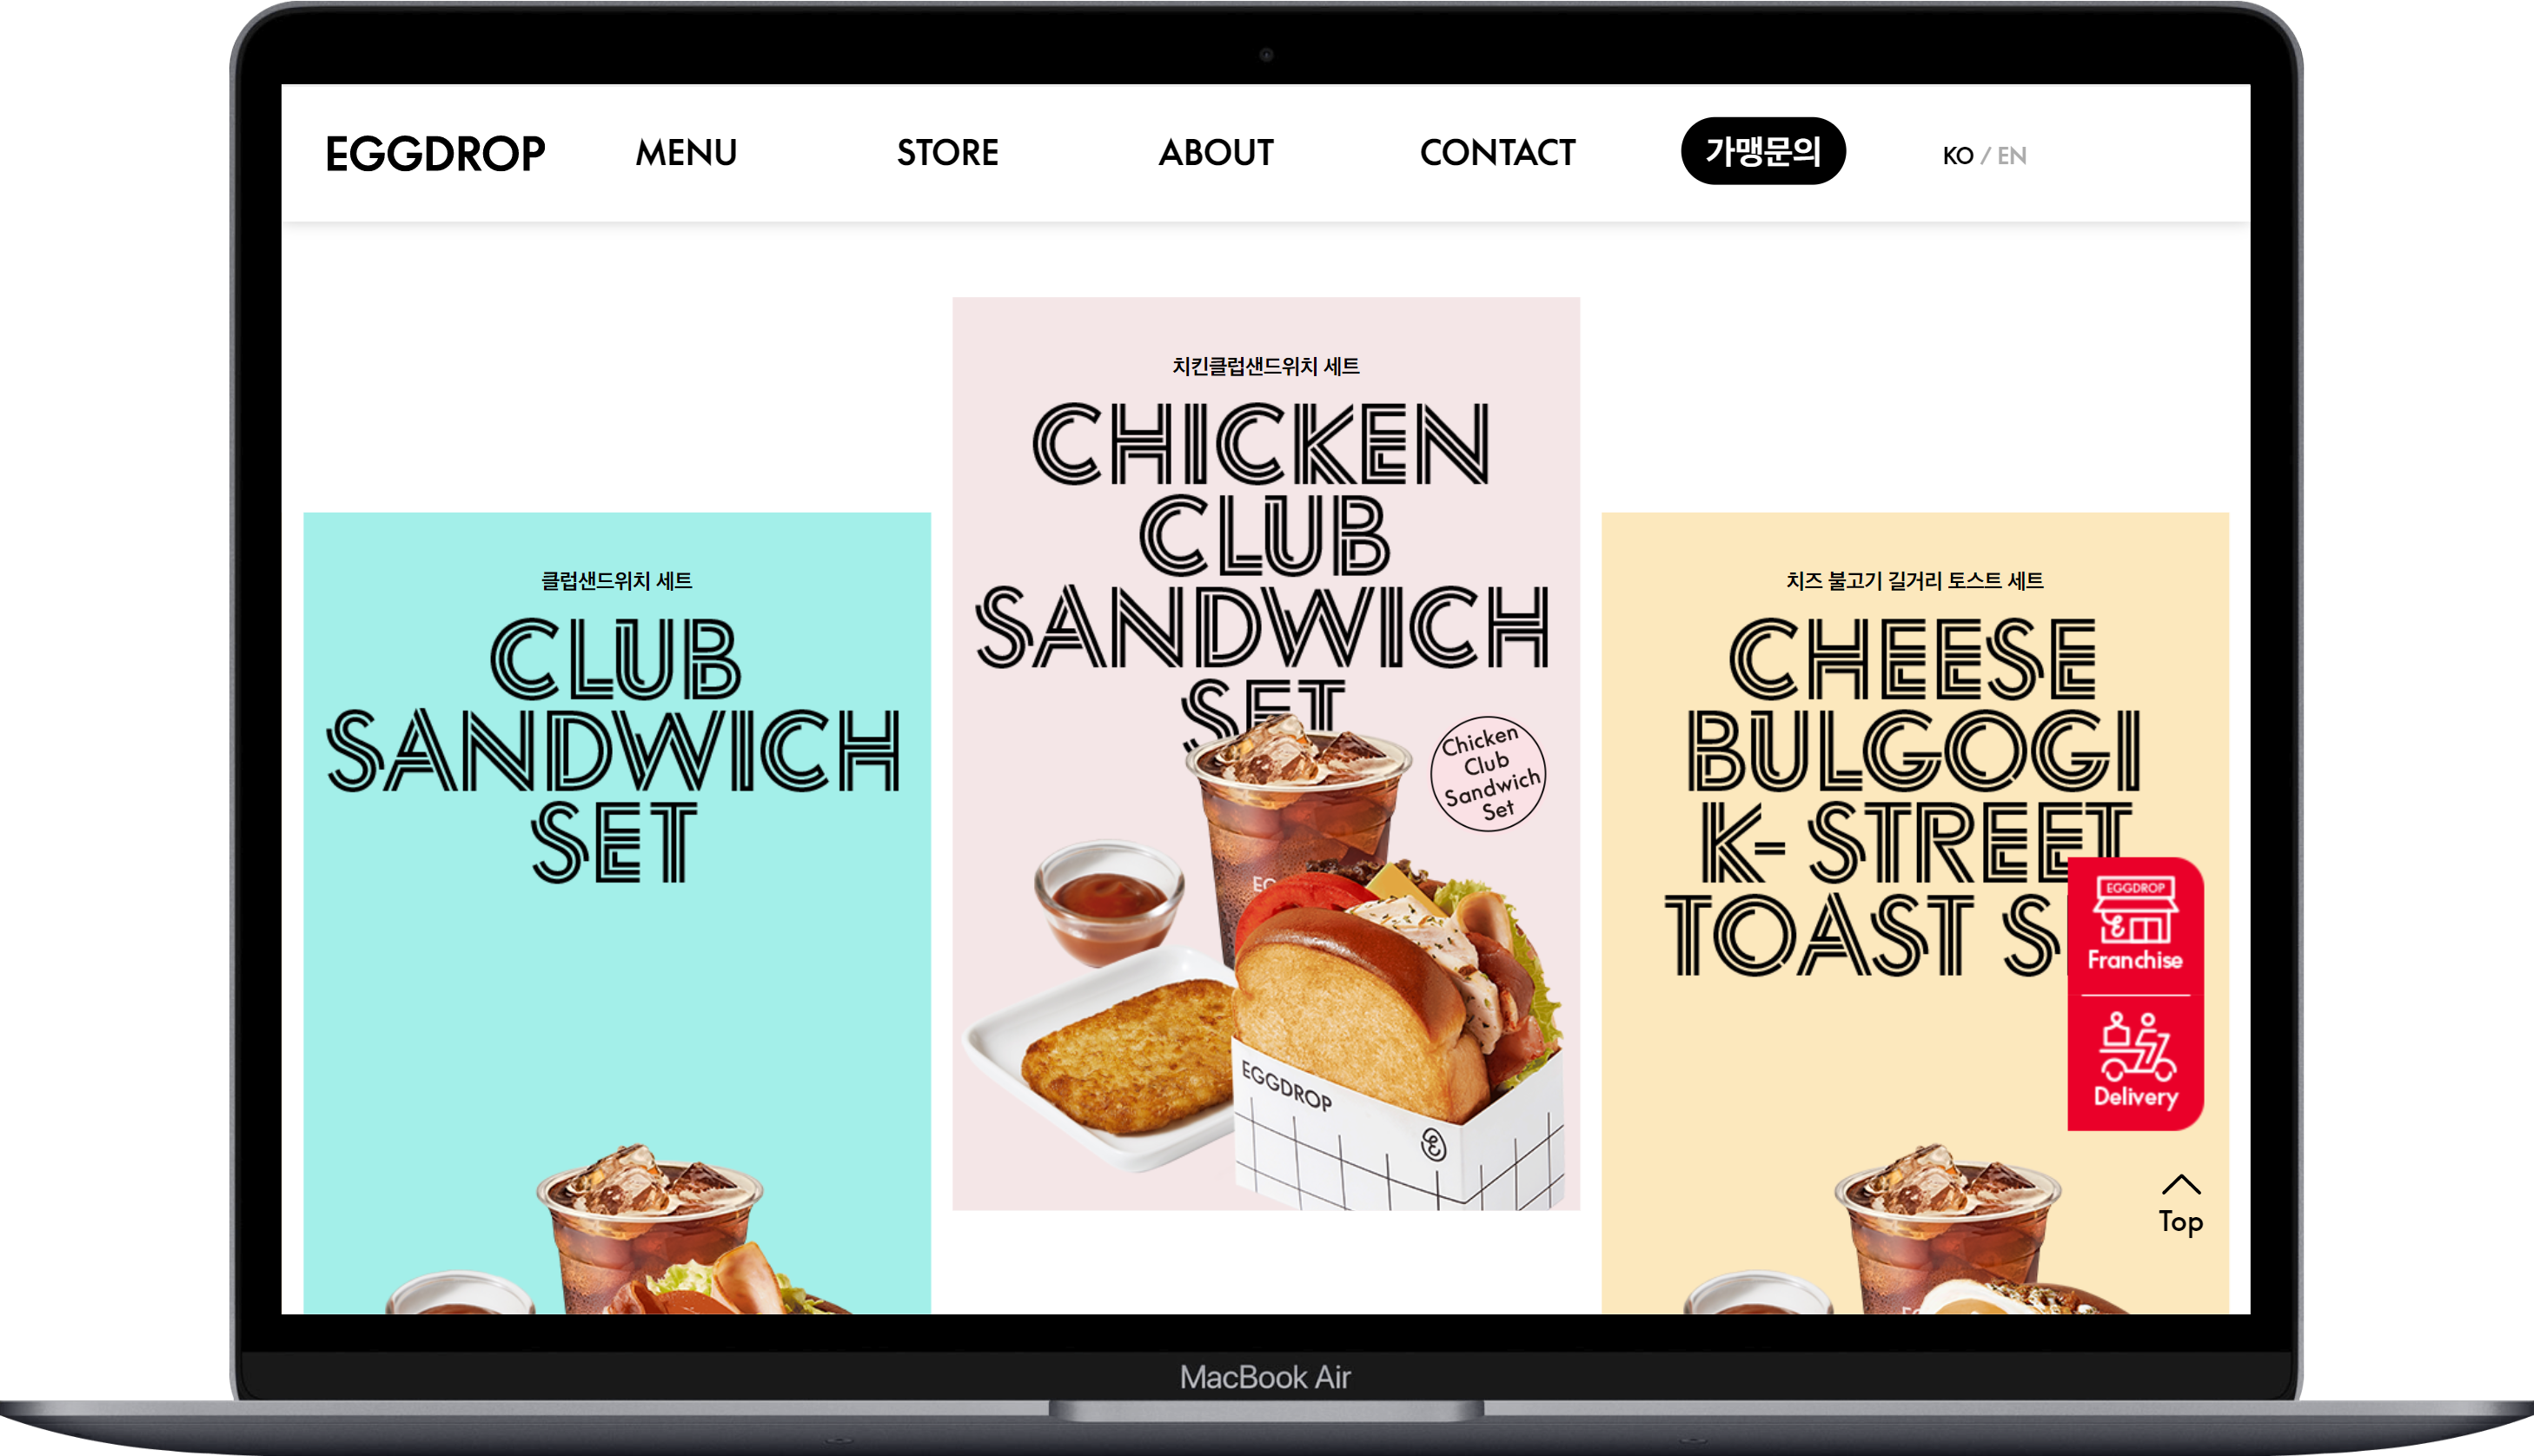 EGGDROP
MENU
STORE
ABOUT
CONTACT
가맹문의
KO / EN
클럽샌드위치 세트
CLUB
SANDWICH
SET
치킨클럽샌드위치 세트
CHICKEN
CLUB
SANDWICH
SET
Chicken
Club
Sandwich
Set
EGGDROP
치즈 불고기 길거리 토스트 세트
CHEESE
BULGOGI
K- STREET
TOAST S
EGGDROP
Franchise
Delivery
Top
MacBook Air